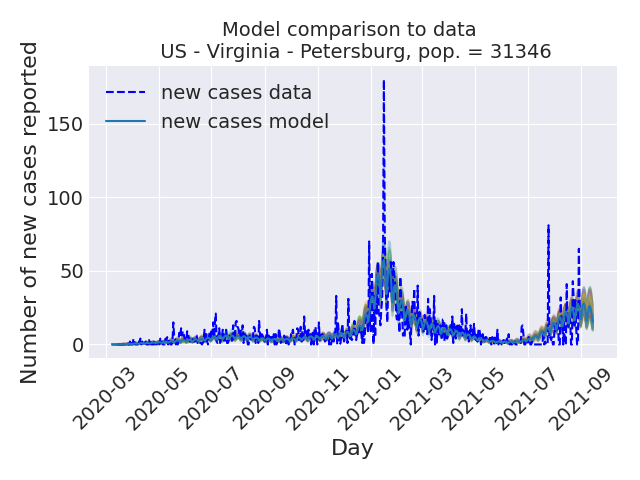 Model comparison to data
US - Virginia - Petersburg, pop. = 31346
Number of new cases reported
new cases data
new cases model
150
100
50
0
2020-03
2020-05
2020-07
2020-09
2020-11
2021-01
2021-03
2021-05
2021-07
2021-09
Day